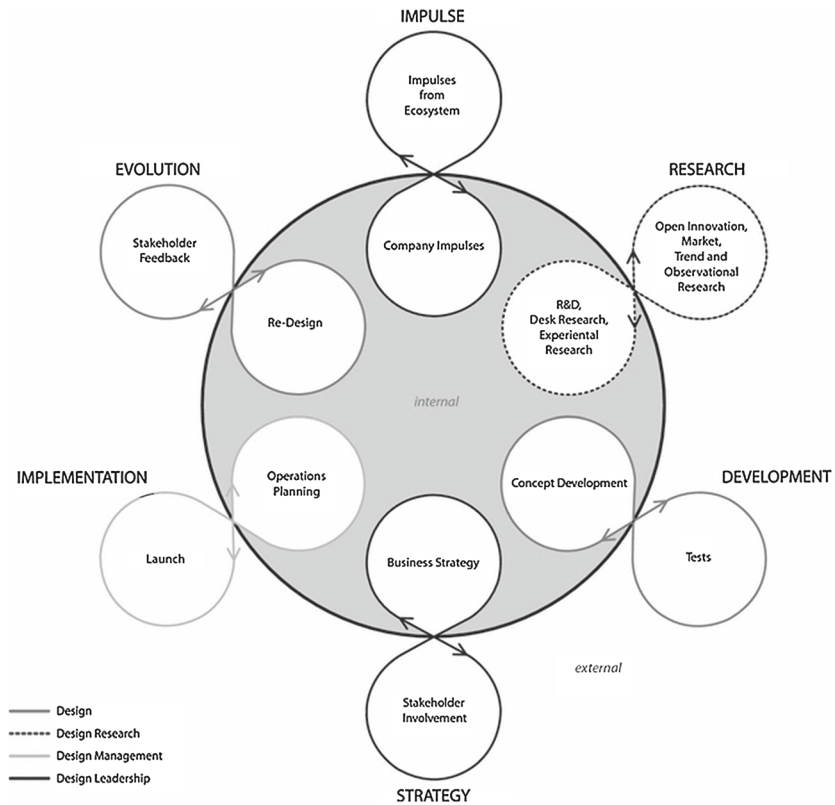 IMPULSE
Impulses
from
Ecosystem
EVOLUTION
RESEARCH
Stakeholder
Feedback
Company Impulses
Open Innovation,
Market,
Trend and
Observational
Research
Re-Design
R&D,
Desk Research,
Experiental
Research
internal
IMPLEMENTATION
Operations
Planning
Concept Development
DEVELOPMENT
Launch
Business Strategy
Tests
external
Stakeholder
Involvement
Design
Design Research
Design Management
Design Leadership
STRATEGY